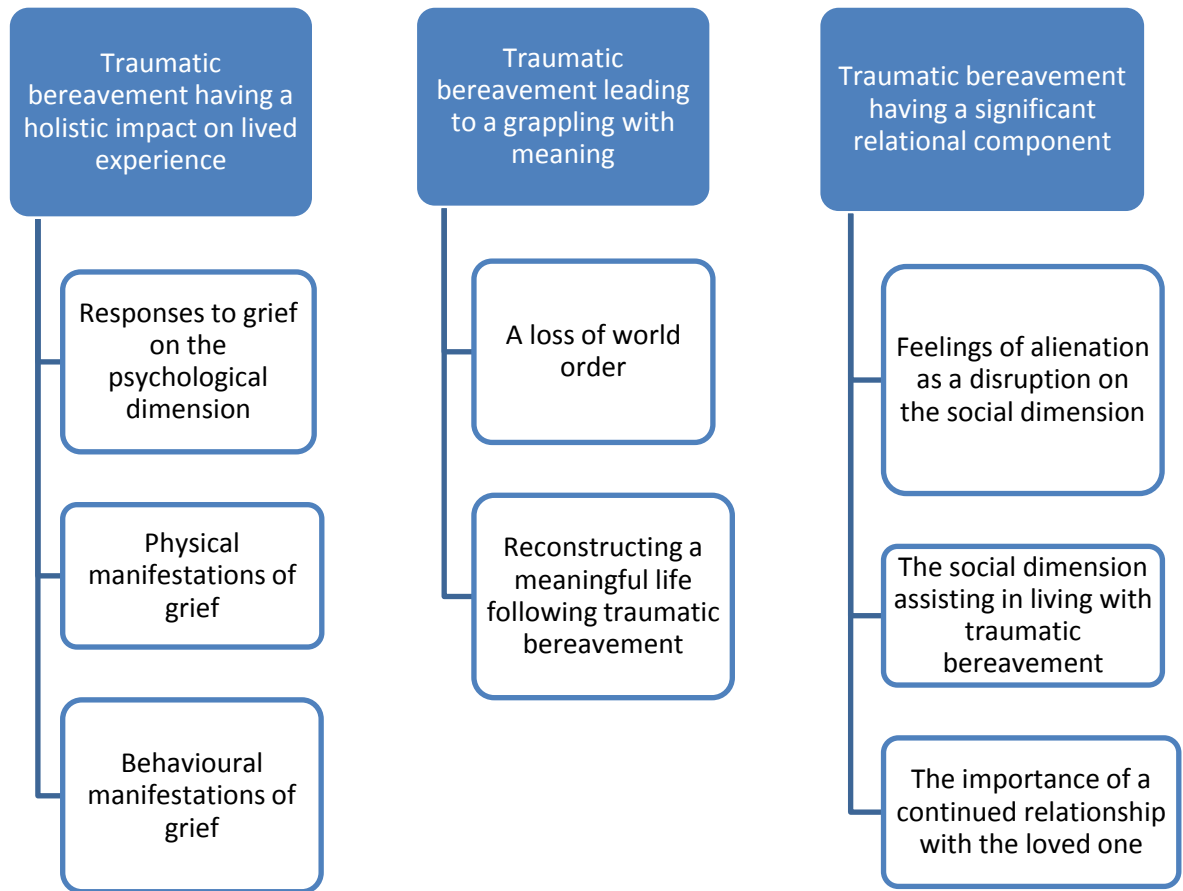 Traumatic
bereavement having a
holistic impact on lived
experience
Responses to grief
on the
psychological
dimension
Physical
manifestations of
grief
Behavioural
manifestations of
grief
Traumatic
bereavement leading
to a grappling with
meaning
A loss of world
order
Reconstructing a
meaningful life
following traumatic
bereavement
Traumatic bereavement
having a significant
relational component
Feelings of alienation
as a disruption on
the social dimension
The social dimension
assisting in living with
traumatic
bereavement
The importance of a
continued relationship
with the loved one